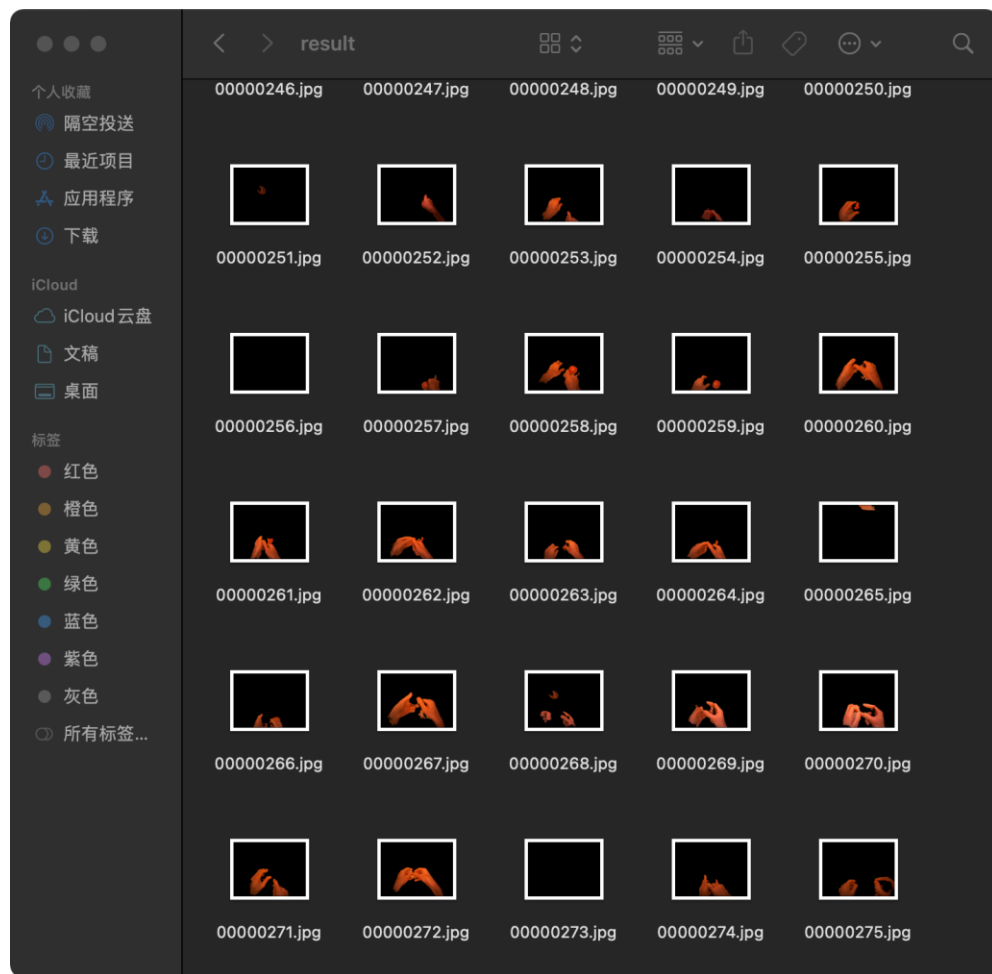 result
个人收藏
隔空投送
最近项目
应用程序
下载
iCloud
iCloud云盘
文稿
桌面
标签
红色
橙色
黄色
绿色
蓝色
紫色
灰色
所有标签...
00000246.jpg 00000247.jpg 00000248.jpg 00000249.jpg 00000250.jpg
00000251.jpg 00000252.jpg 00000253.jpg 00000254.jpg 00000255.jpg
00000256.jpg 00000257.jpg 00000258.jpg 00000259.jpg 00000260.jpg
00000261.jpg 00000262.jpg 00000263.jpg 00000264.jpg 00000265.jpg
00000266.jpg 00000267.jpg 00000268.jpg 00000269.jpg 00000270.jpg
00000271.jpg 00000272.jpg 00000273.jpg 00000274.jpg 00000275.jpg